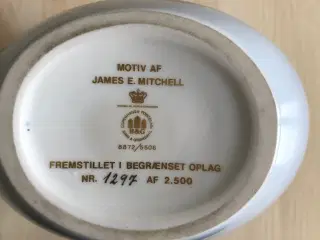 MOTIV AF
JAMES E. MITCHELL
B&G
8872/5506
FREMSTILLET I BEGRÆNSET OPLAG
NR. 1297 AF 2.500